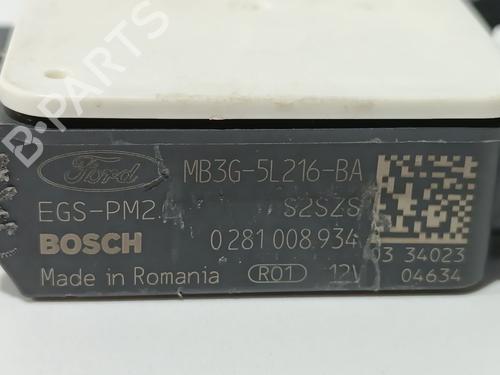 Ford MB3G-5L216-BA
EGS-PM2. S2SZS
BOSCH 0 281 008 934
03 34023
Made in Romania R01 12V 04634
B-PARTS